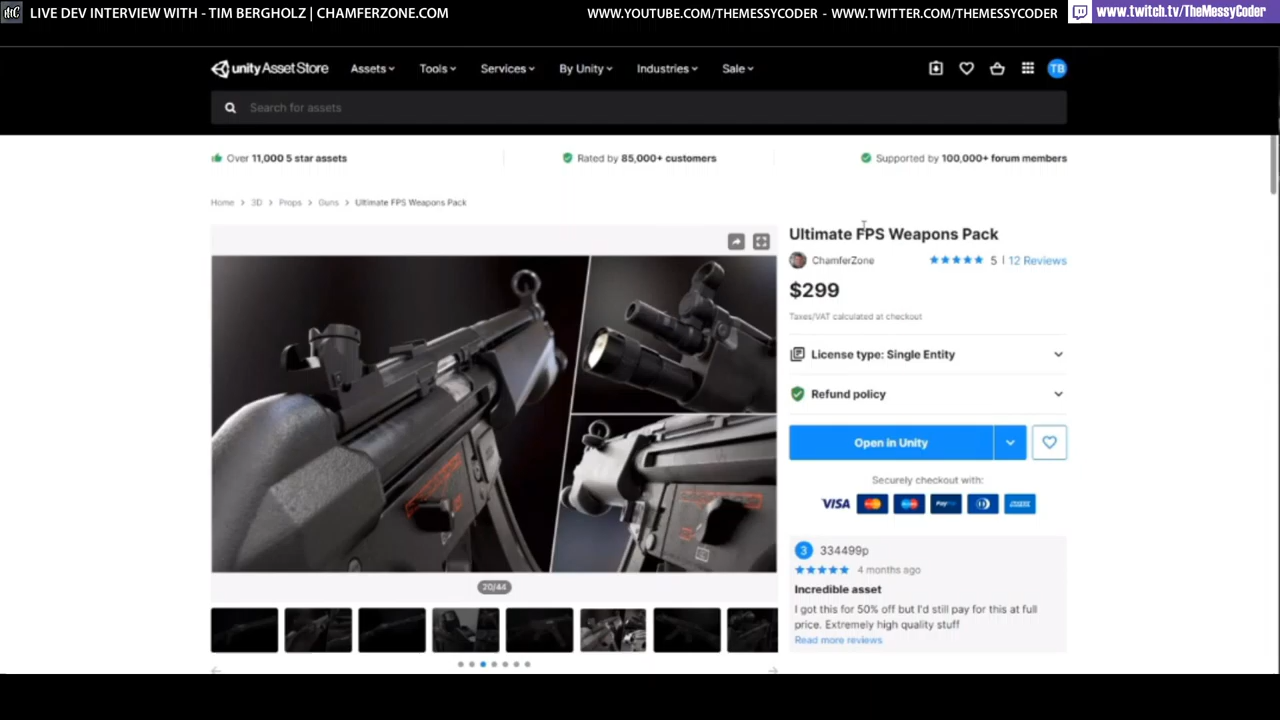 LIVE DEV INTERVIEW WITH - TIM BERGHOLZ | CHAMFERZONE.COM
WWW.YOUTUBE.COM/THEMESSYCODER - WWW.TWITTER.COM/THEMESSYCODER
www.twitch.tv/TheMessyCoder
unity Asset Store
Assets
Tools
Services
By Unity
Industries
Sale
TB
Search for assets
Over 11,000 5 star assets
Rated by 85,000+ customers
Supported by 100,000+ forum members
Home > 3D > Props > Guns > Ultimate FPS Weapons Pack
Ultimate FPS Weapons Pack
ChamferZone
5 | 12 Reviews
$299
Taxes/VAT calculated at checkout
License type: Single Entity
Refund policy
Open in Unity
Securely checkout with:
VISA
PayPal
20/44
3 334499p
4 months ago
Incredible asset
I got this for 50% off but I'd still pay for this at full
price. Extremely high quality stuff
Read more reviews